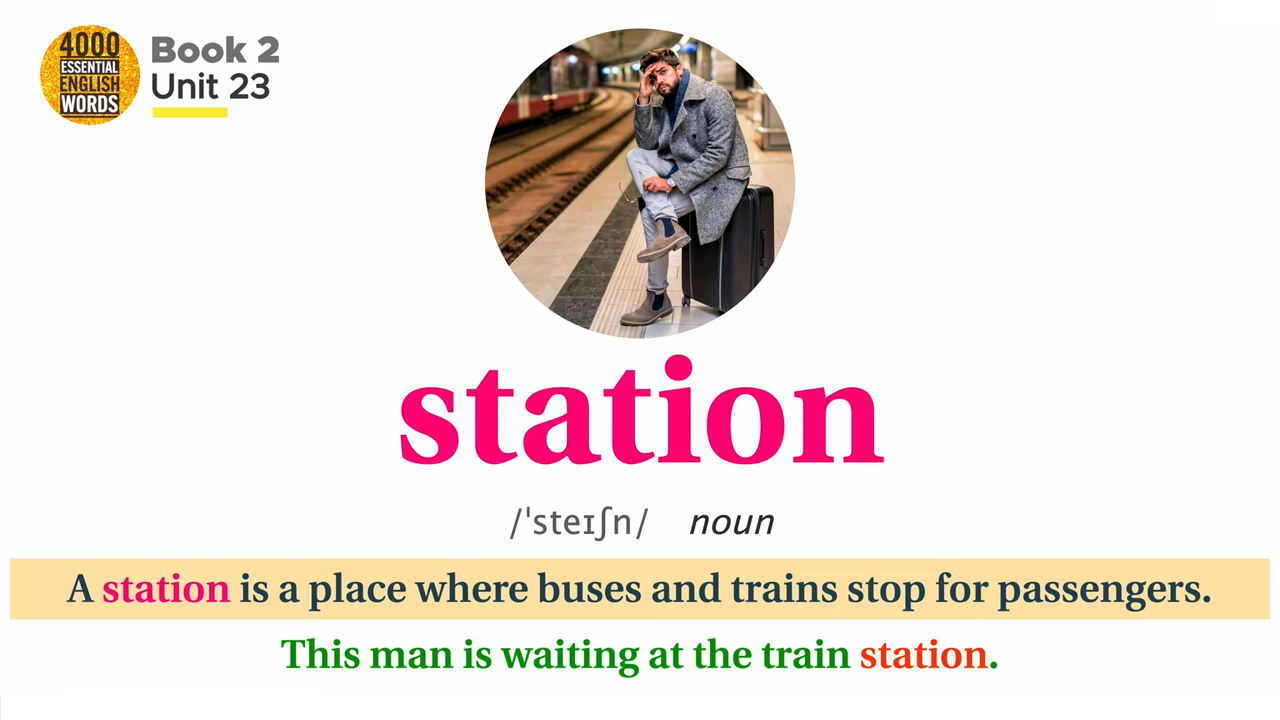 4000
ESSENTIAL
ENGLISH
WORDS
Book 2
Unit 23
station
/ˈsteɪʃn/ noun
A station is a place where buses and trains stop for passengers.
This man is waiting at the train station.